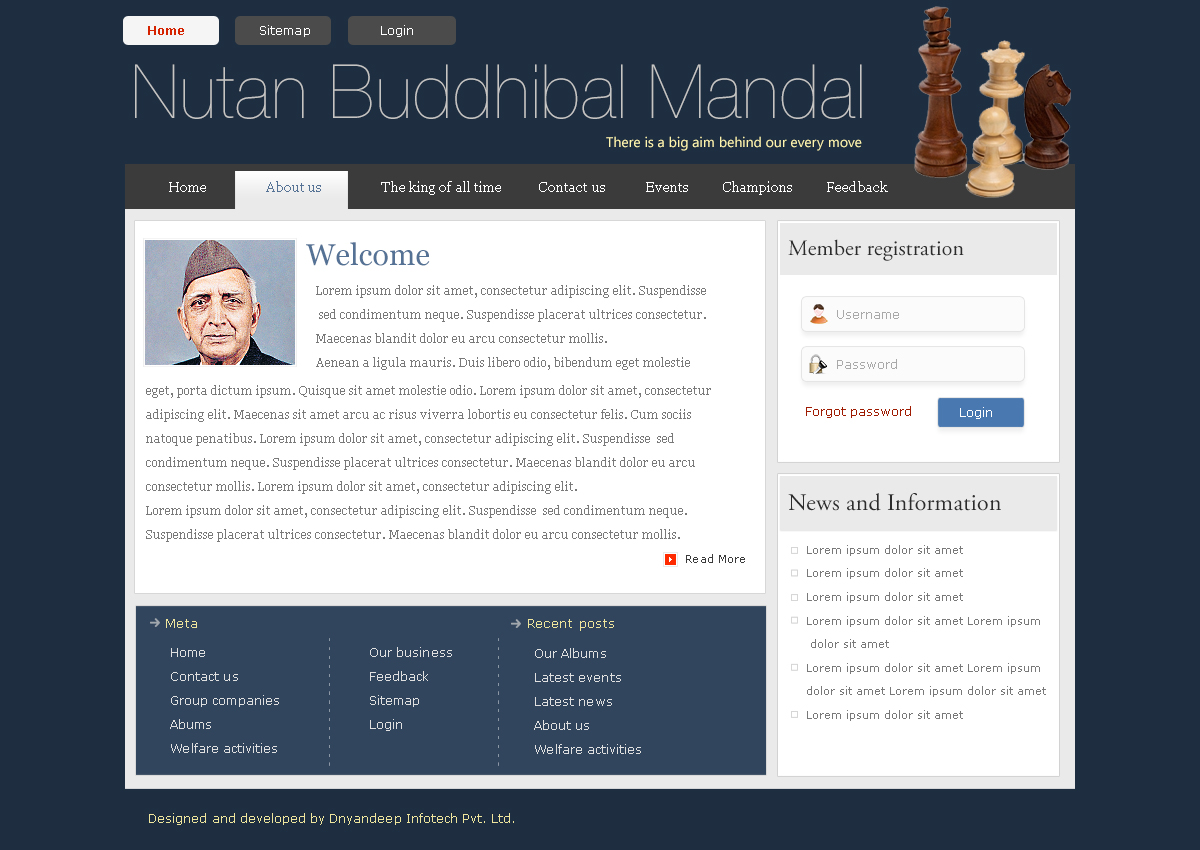 Home
Sitemap
Login
Nutan Buddhibal Mandal
There is a big aim behind our every move
Home
About us
The king of all time
Contact us
Events
Champions
Feedback
Welcome
Lorem ipsum dolor sit amet, consectetur adipiscing elit. Suspendisse
sed condimentum neque. Suspendisse placerat ultrices consectetur.
Maecenas blandit dolor eu arcu consectetur mollis.
Aenean a ligula mauris. Duis libero odio, bibendum eget molestie
eget, porta dictum ipsum. Quisque sit amet molestie odio. Lorem ipsum dolor sit amet, consectetur
adipiscing elit. Maecenas sit amet arcu ac risus viverra lobortis eu consectetur felis. Cum sociis
natoque penatibus. Lorem ipsum dolor sit amet, consectetur adipiscing elit. Suspendisse sed
condimentum neque. Suspendisse placerat ultrices consectetur. Maecenas blandit dolor eu arcu
consectetur mollis. Lorem ipsum dolor sit amet, consectetur adipiscing elit.
Lorem ipsum dolor sit amet, consectetur adipiscing elit. Suspendisse sed condimentum neque.
Suspendisse placerat ultrices consectetur. Maecenas blandit dolor eu arcu consectetur mollis.
Read More
Member registration
Username
Password
Forgot password
Login
News and Information
Lorem ipsum dolor sit amet
Lorem ipsum dolor sit amet
Lorem ipsum dolor sit amet
Lorem ipsum dolor sit amet Lorem ipsum
dolor sit amet
Lorem ipsum dolor sit amet Lorem ipsum
dolor sit amet Lorem ipsum dolor sit amet
Lorem ipsum dolor sit amet
Meta
Home
Contact us
Group companies
Abums
Welfare activities
Our business
Feedback
Sitemap
Login
Recent posts
Our Albums
Latest events
Latest news
About us
Welfare activities
Designed and developed by Dnyandeep Infotech Pvt. Ltd.